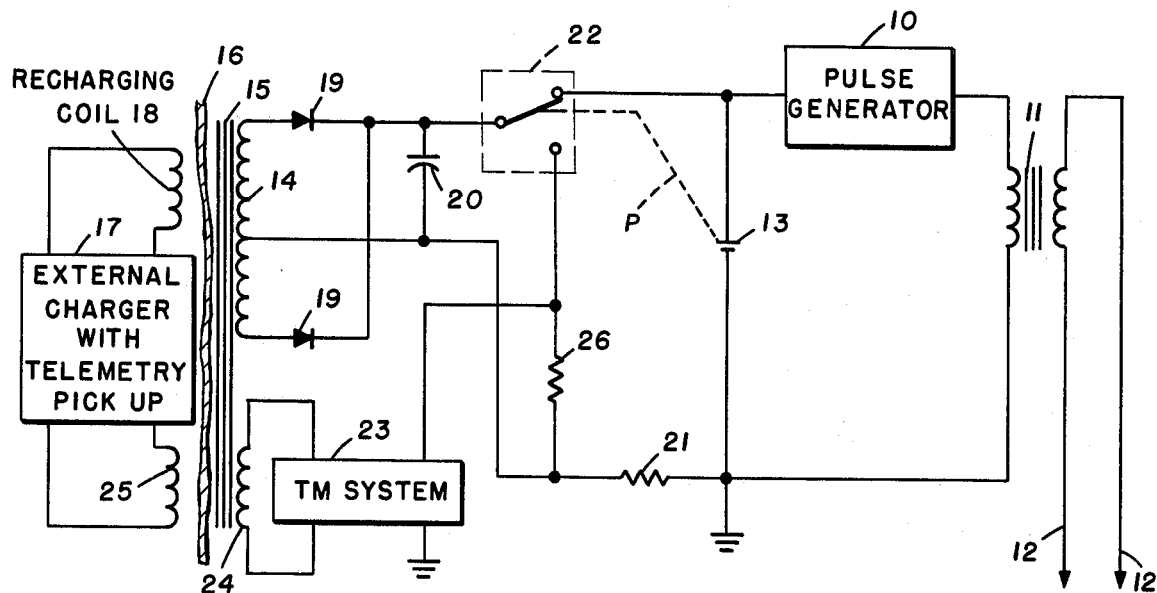 10
22
16
RECHARGING
COIL 18
15
19
PULSE
GENERATOR
11
14
20
P
13
17
EXTERNAL
CHARGER
WITH
TELEMETRY
PICK UP
19
26
23
21
25
TM SYSTEM
24
12
12